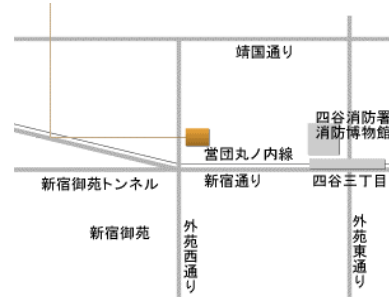 靖国通り
四谷消防署
消防博物館
営団丸ノ内線
新宿御苑トンネル
新宿通り
四谷三丁目
新宿御苑
外苑西通り
外苑東通り